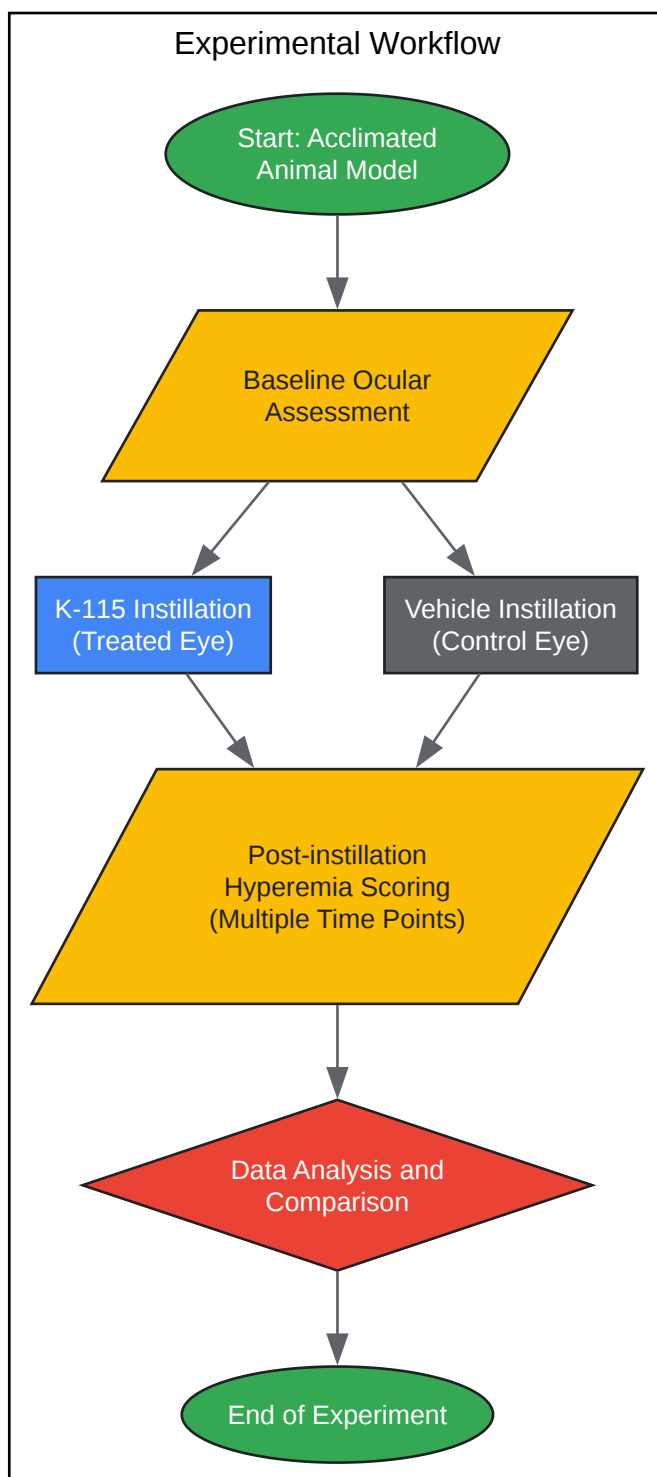 Experimental Workflow
Start: Acclimated
Animal Model
Baseline Ocular
Assessment
K-115 Instillation
(Treated Eye)
Vehicle Instillation
(Control Eye)
Post-instillation
Hyperemia Scoring
(Multiple Time Points)
Data Analysis and
Comparison
End of Experiment